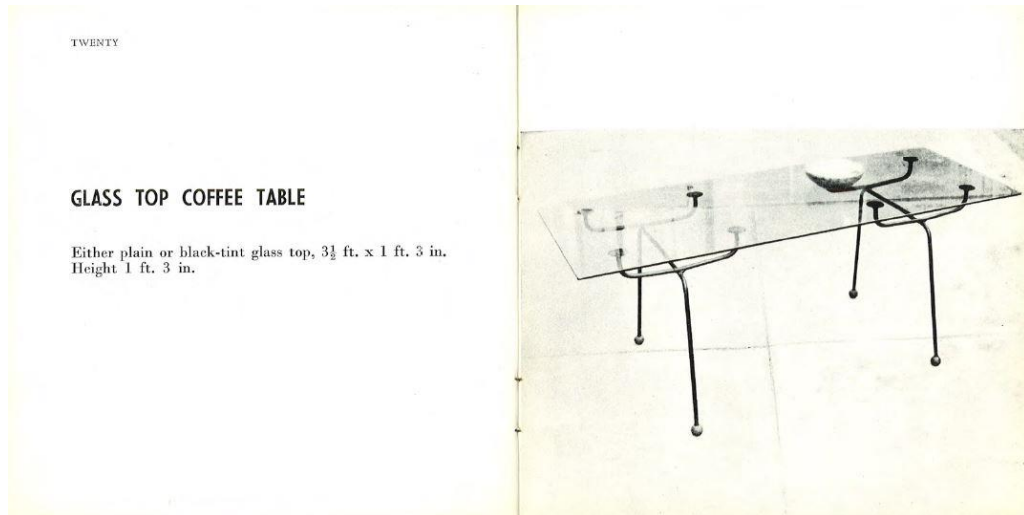 TWENTY
GLASS TOP COFFEE TABLE
Either plain or black-tint glass top, 3½ ft. x 1 ft. 3 in.
Height 1 ft. 3 in.